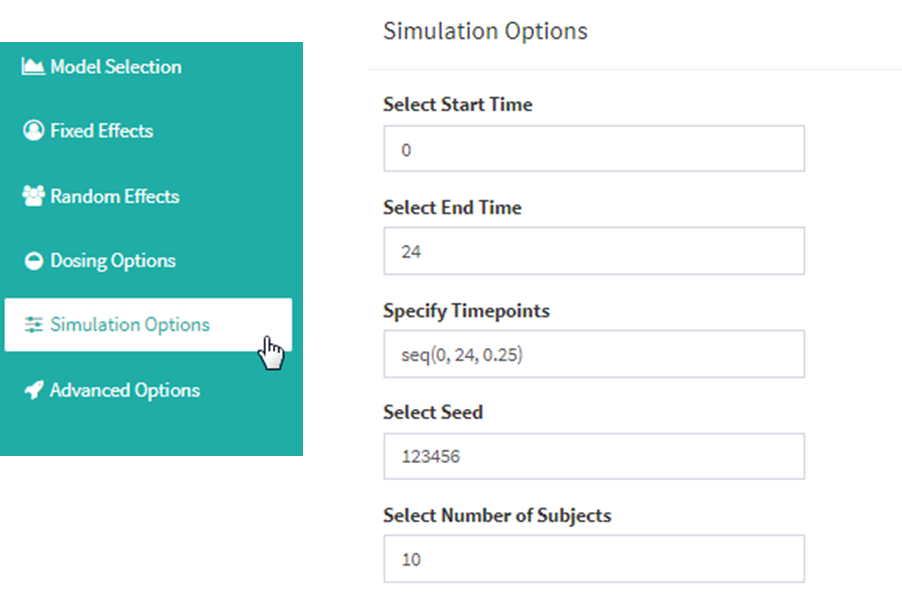 Model Selection
Fixed Effects
Random Effects
Dosing Options
Simulation Options
Advanced Options
Simulation Options
Select Start Time
0
Select End Time
24
Specify Timepoints
seq(0, 24, 0.25)
Select Seed
123456
Select Number of Subjects
10